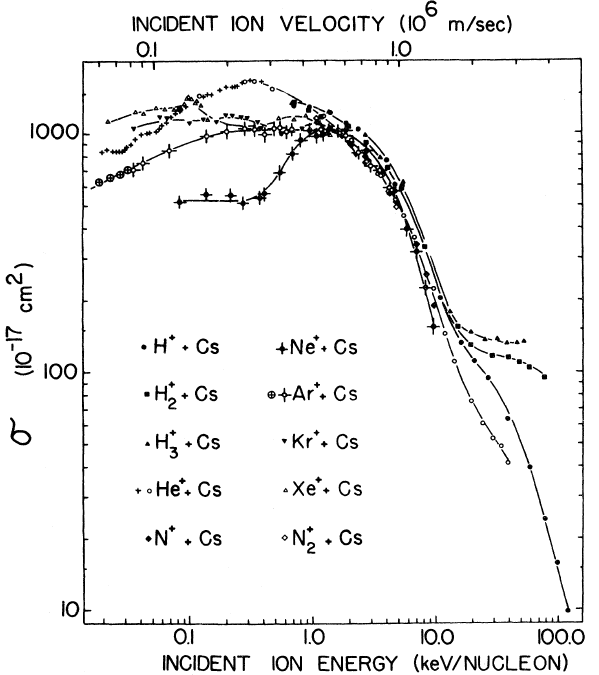 INCIDENT ION VELOCITY (10⁶ m/sec)
0.1 1.0
1000
100
10
σ (10⁻¹⁷ cm²)
H⁺ + Cs Ne⁺ + Cs
H₂⁺ + Cs Ar⁺ + Cs
H₃⁺ + Cs Kr⁺ + Cs
He⁺ + Cs Xe⁺ + Cs
N⁺ + Cs N₂⁺ + Cs
0.1 1.0 10.0 100.0
INCIDENT ION ENERGY (keV/NUCLEON)